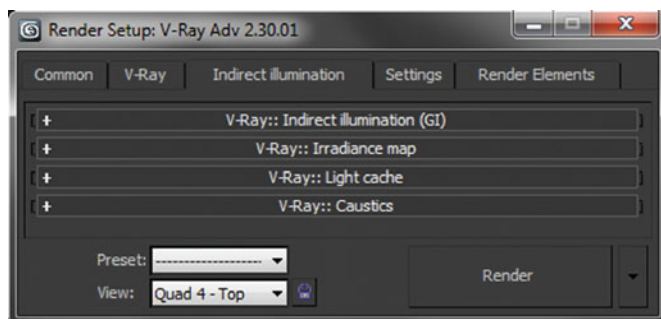 Render Setup: V-Ray Adv 2.30.01
Common V-Ray Indirect illumination Settings Render Elements
+ V-Ray:: Indirect illumination (GI)
+ V-Ray:: Irradiance map
+ V-Ray:: Light cache
+ V-Ray:: Caustics
Preset: -------------------
View: Quad 4 - Top
Render